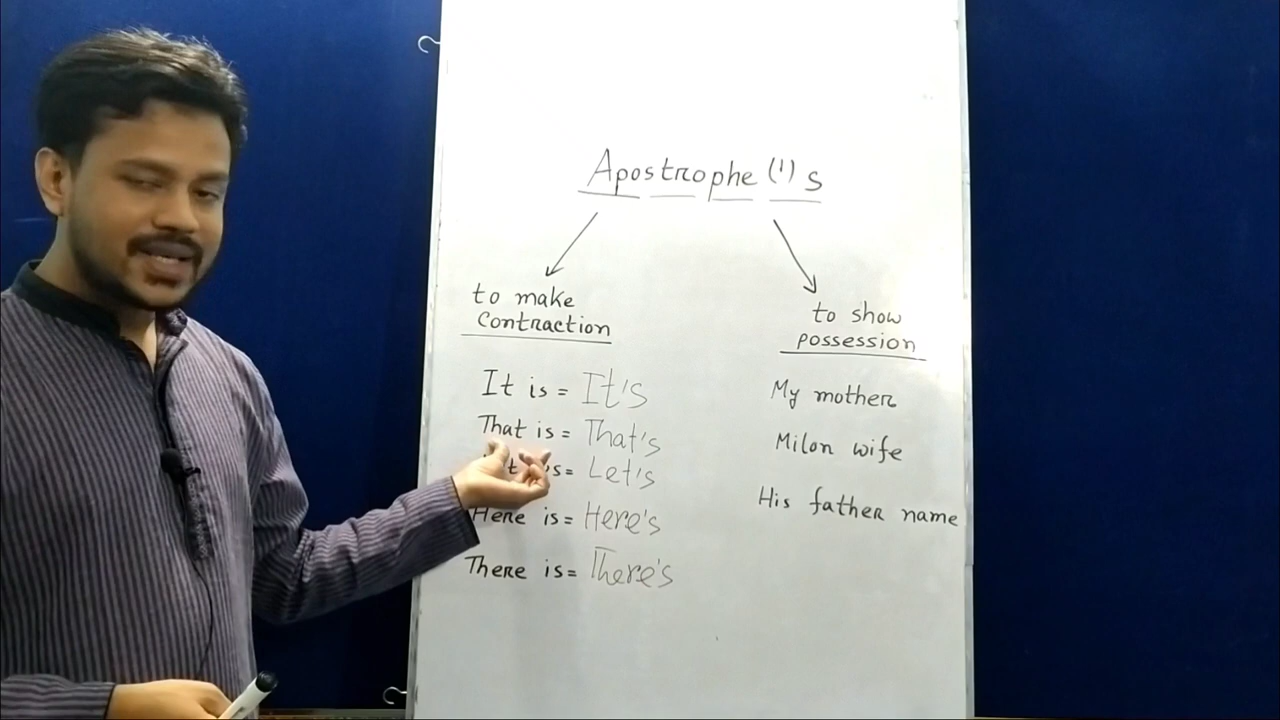 Apostrophe (') s
to make
contraction
It is = It's
That is = That's
is= Let's
Here is= Here's
There is= There's
to show
possession
My mother
Milon wife
His father name